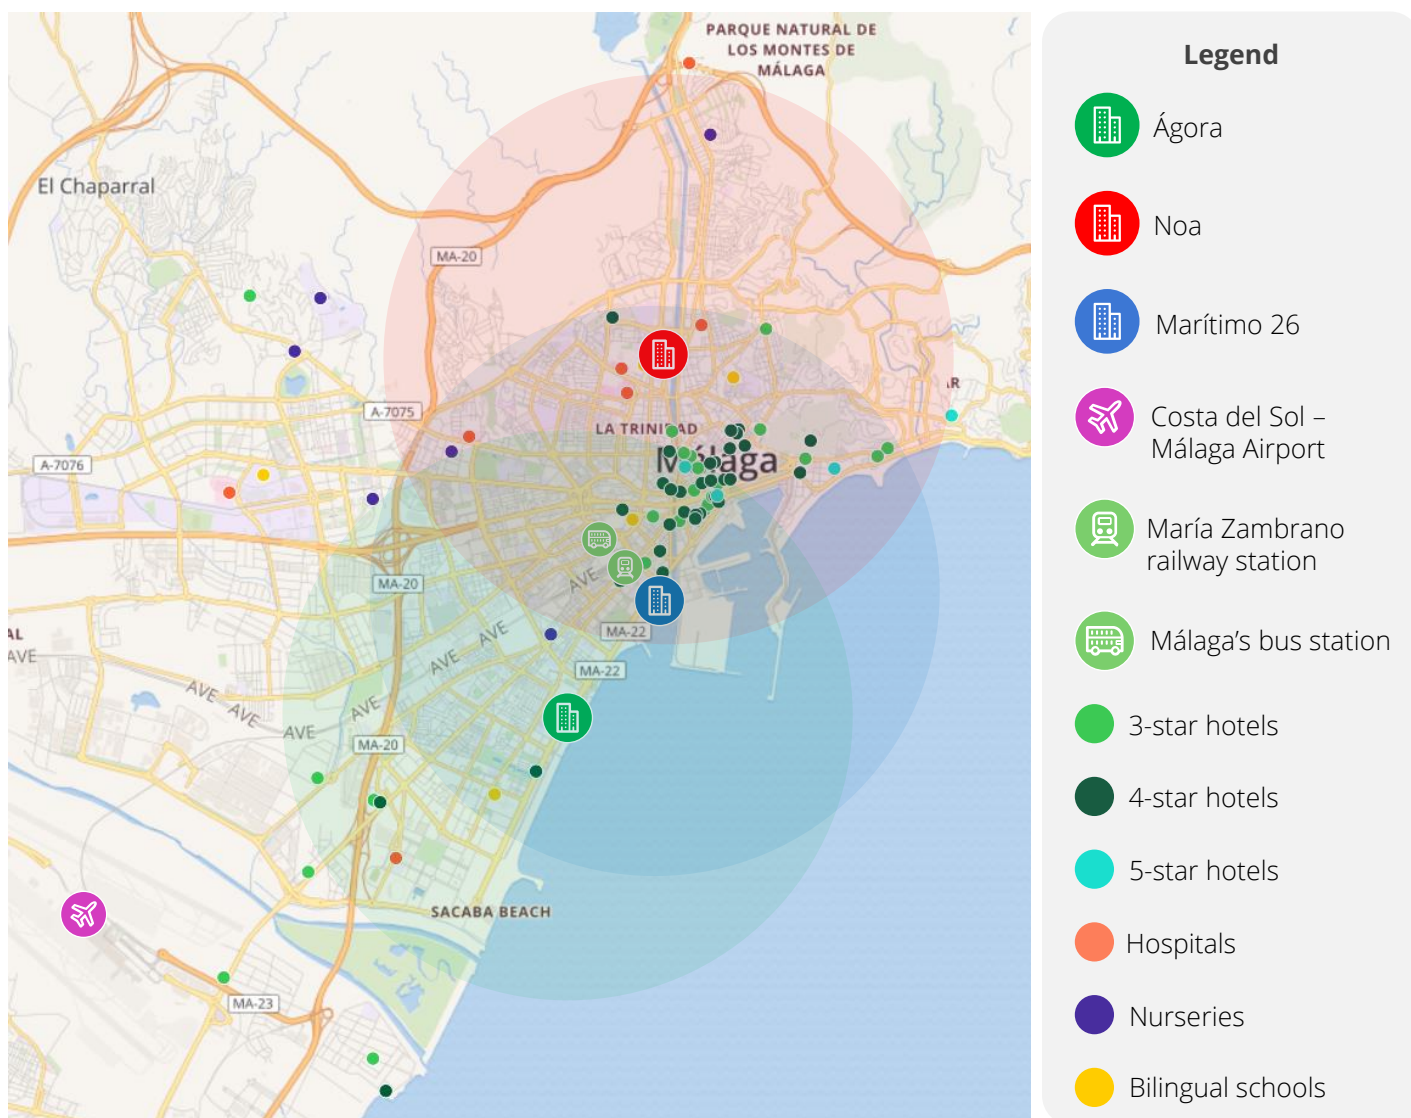 PARQUE NATURAL DE
LOS MONTES DE
MÁLAGA
El Chaparral
MA-20
A-7075
AR
LA TRINIDAD
A-7076
Málaga
MA-20
AVE
MA-22
AL
AVE
AVE
AVE
MA-22
AVE
AVE
AVE
AVE
MA-20
SACABA BEACH
MA-23
Legend
Ágora
Noa
Marítimo 26
Costa del Sol –
Málaga Airport
María Zambrano
railway station
Málaga’s bus station
3-star hotels
4-star hotels
5-star hotels
Hospitals
Nurseries
Bilingual schools